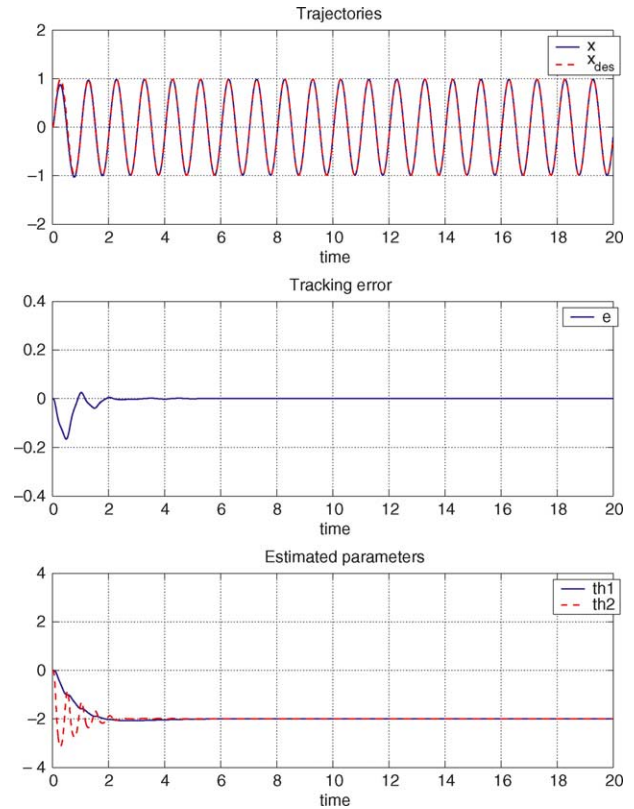 Trajectories
2
1
0
−1
−2
x
x_des
0 2 4 6 8 10 12 14 16 18 20
time
Tracking error
0.4
0.2
0
−0.2
−0.4
e
0 2 4 6 8 10 12 14 16 18 20
time
Estimated parameters
4
2
0
−2
−4
th1
th2
0 2 4 6 8 10 12 14 16 18 20
time